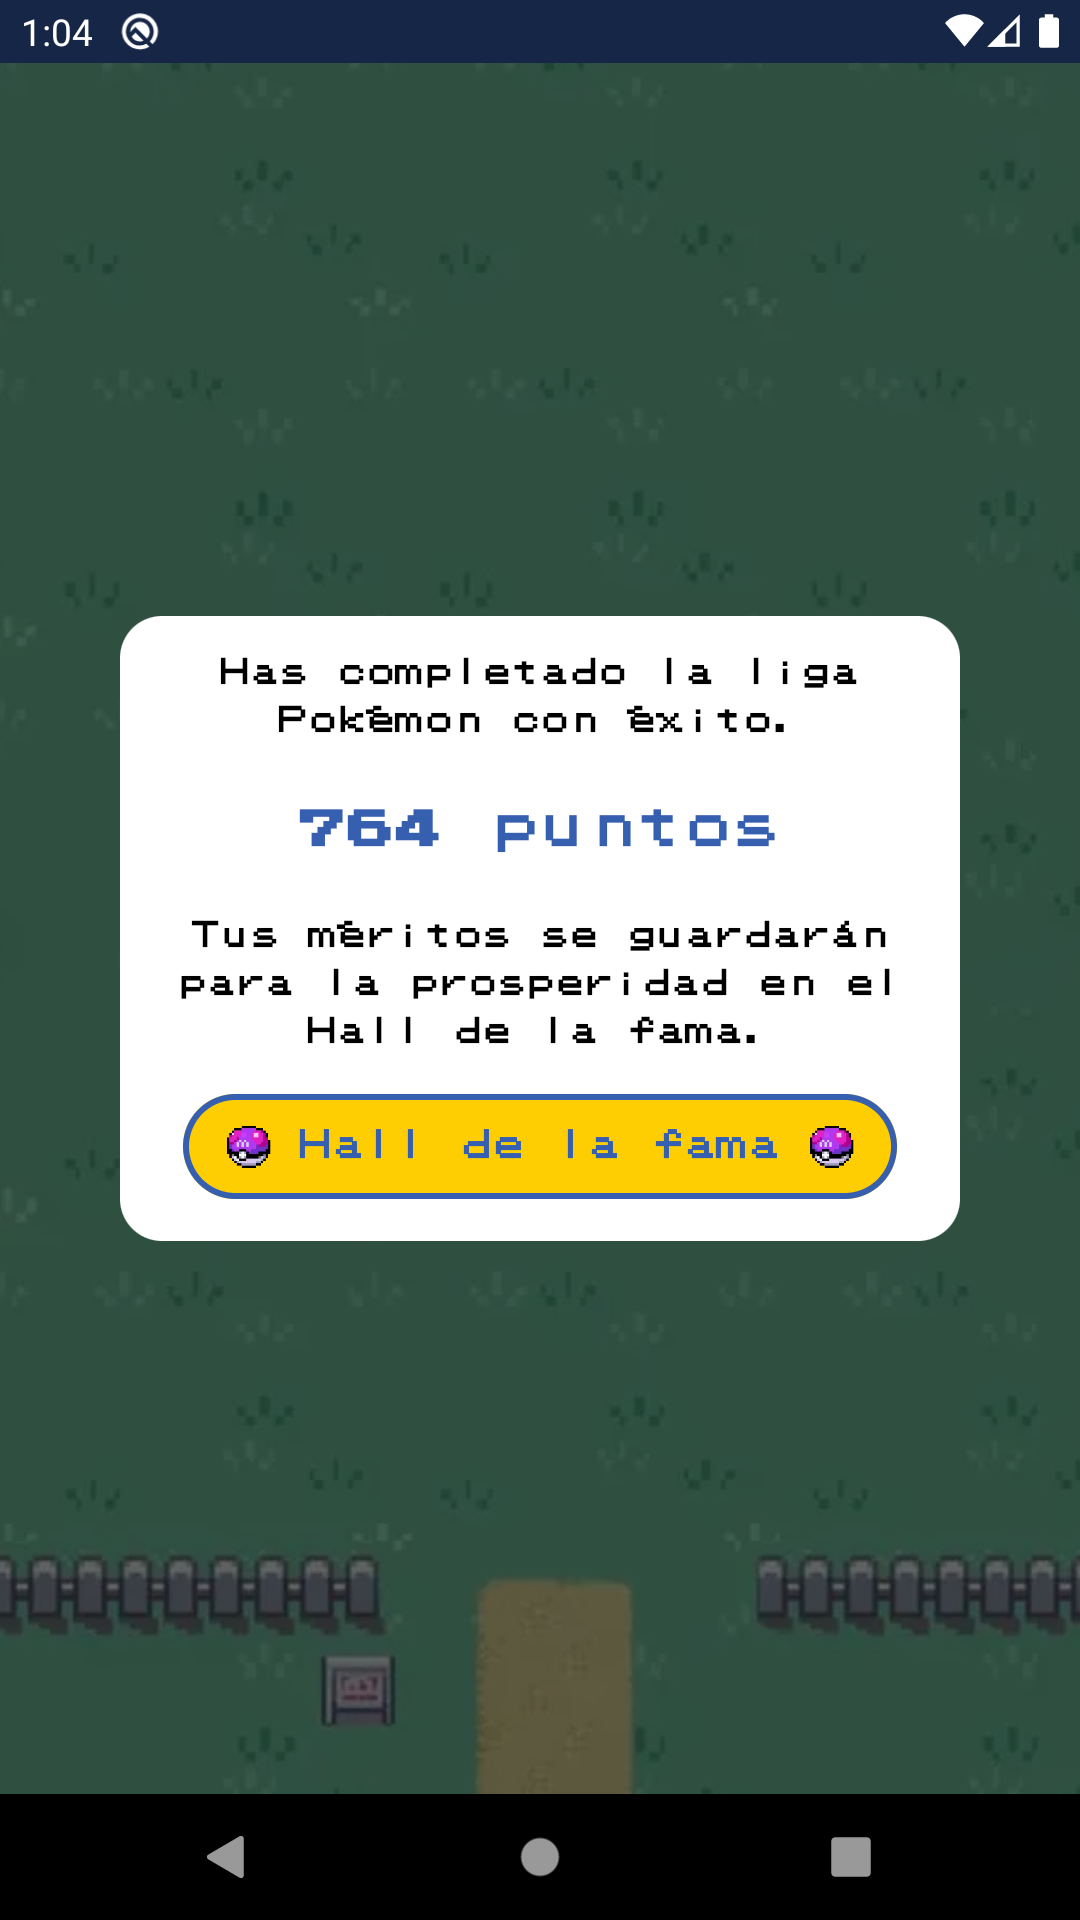 1:04
Has completado la liga
Pokémon con éxito.
764 puntos
Tus méritos se guardarán
para la prosperidad en el
Hall de la fama.
Hall de la fama